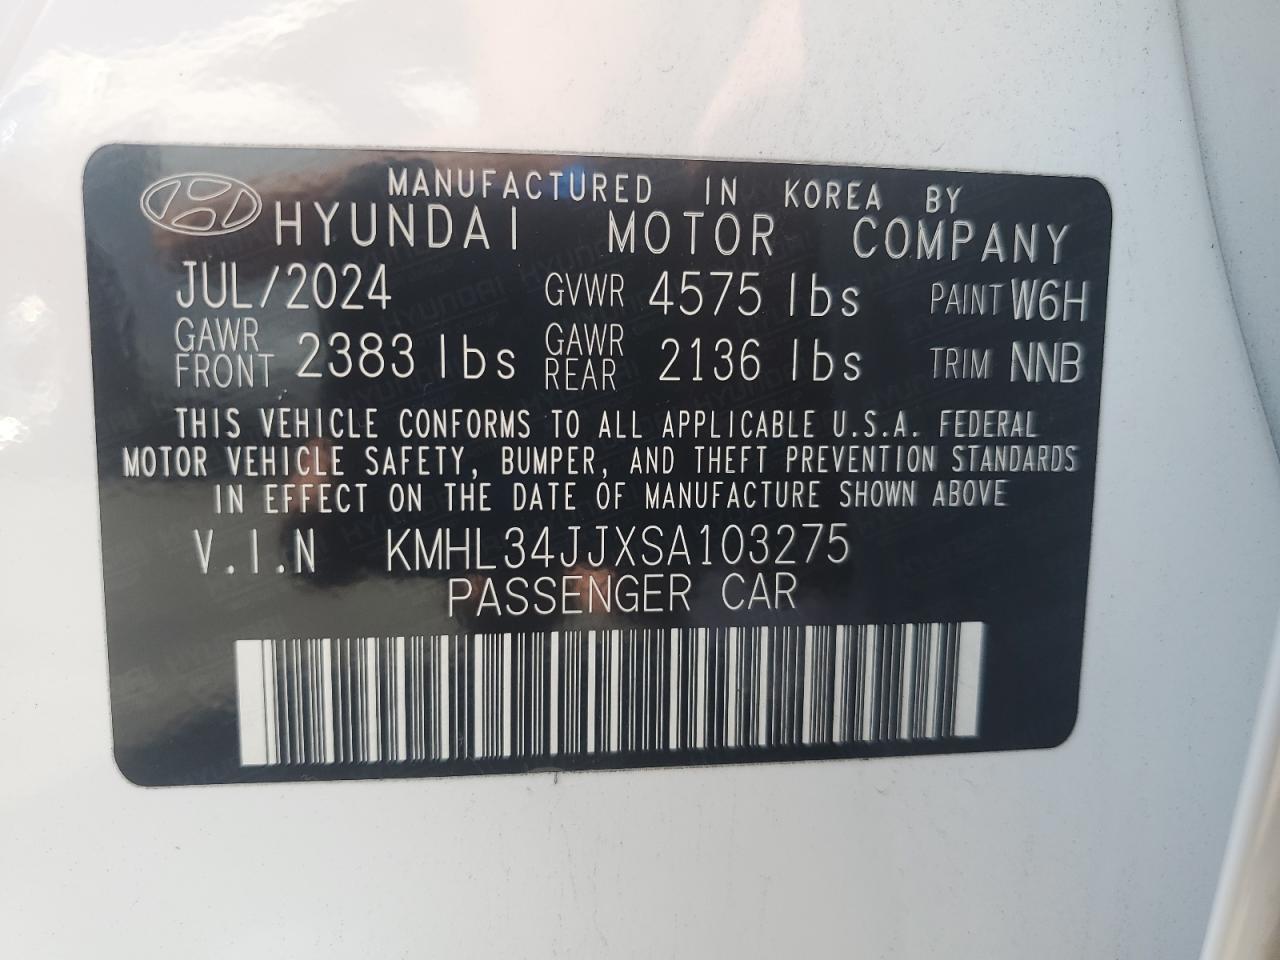 MANUFACTURED IN KOREA BY
HYUNDAI MOTOR COMPANY
JUL/2024 GVWR 4575 lbs PAINT W6H
GAWR FRONT 2383 lbs GAWR REAR 2136 lbs TRIM NNB
THIS VEHICLE CONFORMS TO ALL APPLICABLE U.S.A. FEDERAL
MOTOR VEHICLE SAFETY, BUMPER, AND THEFT PREVENTION STANDARDS
IN EFFECT ON THE DATE OF MANUFACTURE SHOWN ABOVE
V.I.N KMHL34JJXSA103275
PASSENGER CAR